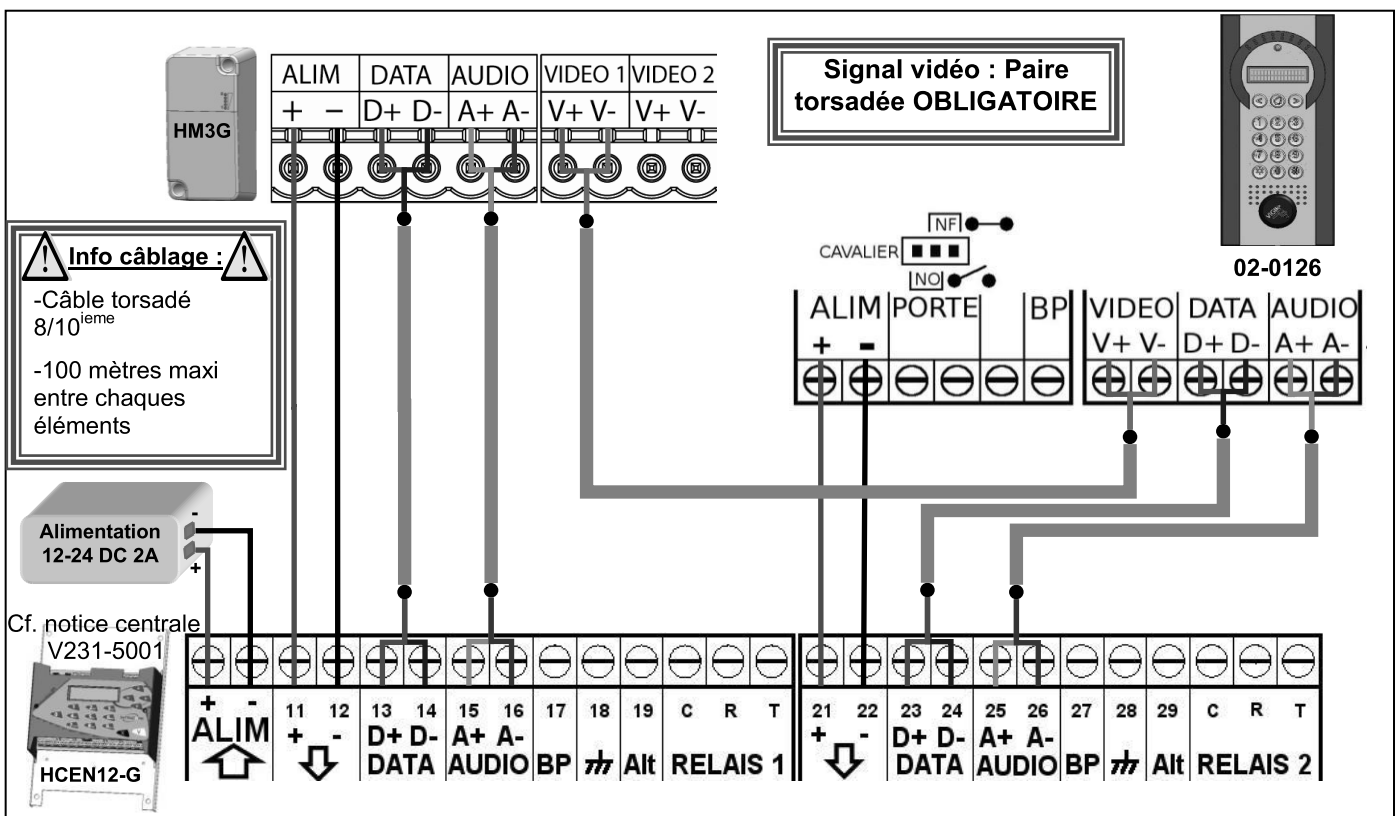 HM3G
ALIM DATA AUDIO VIDEO 1 VIDEO 2
+ − D+ D- A+ A- V+ V- V+ V-
Signal vidéo : Paire
torsadée OBLIGATOIRE
02-0126
Info câblage :
-Câble torsadé
8/10ieme
-100 mètres maxi
entre chaques
éléments
NF
CAVALIER
NO
ALIM PORTE BP VIDEO DATA AUDIO
+ - V+ V- D+ D- A+ A-
Alimentation
12-24 DC 2A
-
+
Cf. notice centrale
V231-5001
HCEN12-G
+ - 11 12 13 14 15 16 17 18 19 C R T 21 22 23 24 25 26 27 28 29 C R T
ALIM + - D+ D- A+ A- + - D+ D- A+ A-
DATA AUDIO BP Alt RELAIS 1 DATA AUDIO BP Alt RELAIS 2